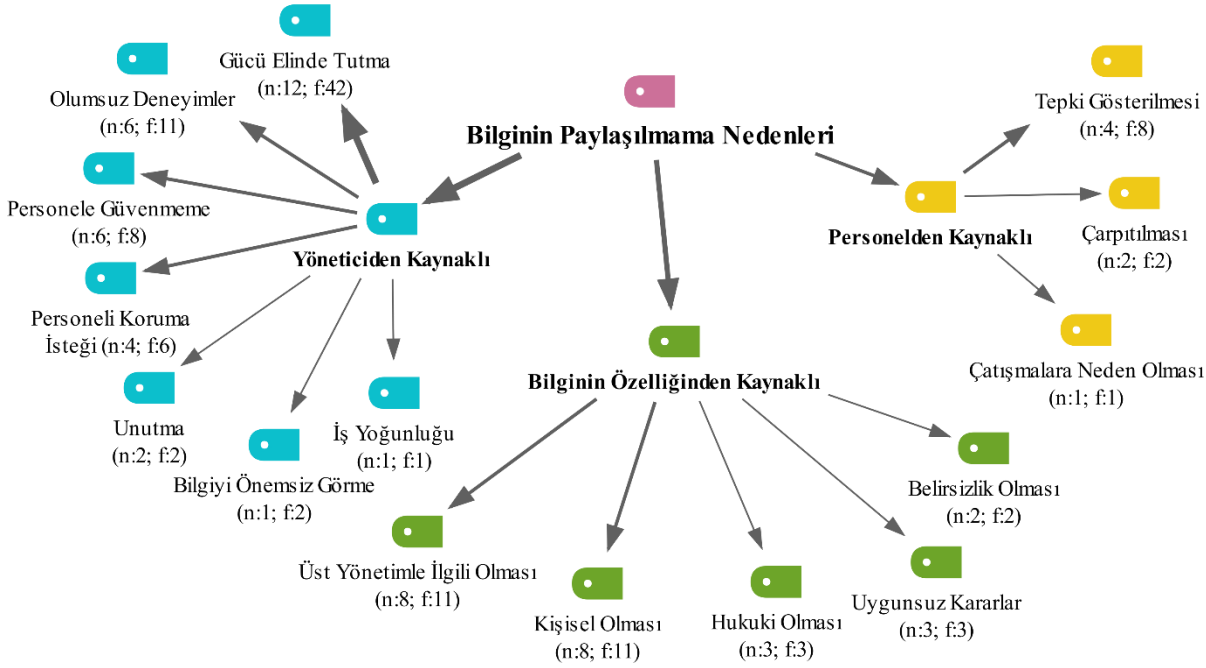 Bilginin Paylaşılmama Nedenleri
Yöneticiden Kaynaklı
Gücü Elinde Tutma
(n:12; f:42)
Olumsuz Deneyimler
(n:6; f:11)
Personele Güvenmeme
(n:6; f:8)
Personeli Koruma
İsteği (n:4; f:6)
Unutma
(n:2; f:2)
Bilgiyi Önemsiz Görme
(n:1; f:2)
İş Yoğunluğu
(n:1; f:1)
Bilginin Özelliğinden Kaynaklı
Üst Yönetimle İlgili Olması
(n:8; f:11)
Kişisel Olması
(n:8; f:11)
Hukuki Olması
(n:3; f:3)
Uygunsuz Kararlar
(n:3; f:3)
Belirsizlik Olması
(n:2; f:2)
Personelden Kaynaklı
Tepki Gösterilmesi
(n:4; f:8)
Çarpıtılması
(n:2; f:2)
Çatışmalara Neden Olması
(n:1; f:1)